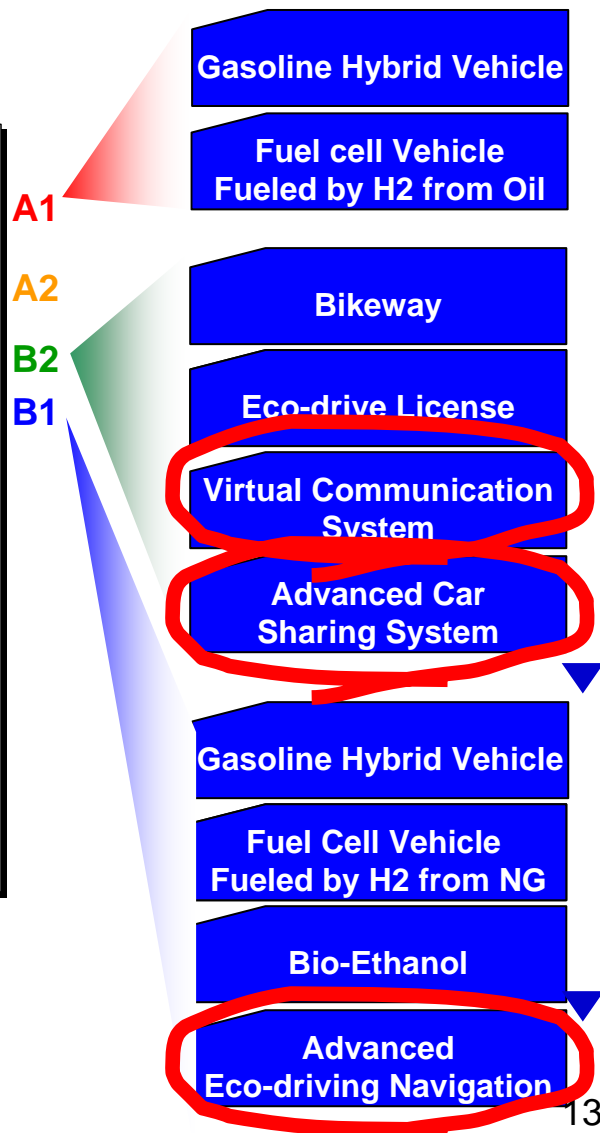 Gasoline Hybrid Vehicle
Fuel cell Vehicle
Fueled by H2 from Oil
A1
A2
B2
B1
Bikeway
Eco-drive License
Virtual Communication
System
Advanced Car
Sharing System
Gasoline Hybrid Vehicle
Fuel Cell Vehicle
Fueled by H2 from NG
Bio-Ethanol
Advanced
Eco-driving Navigation
13